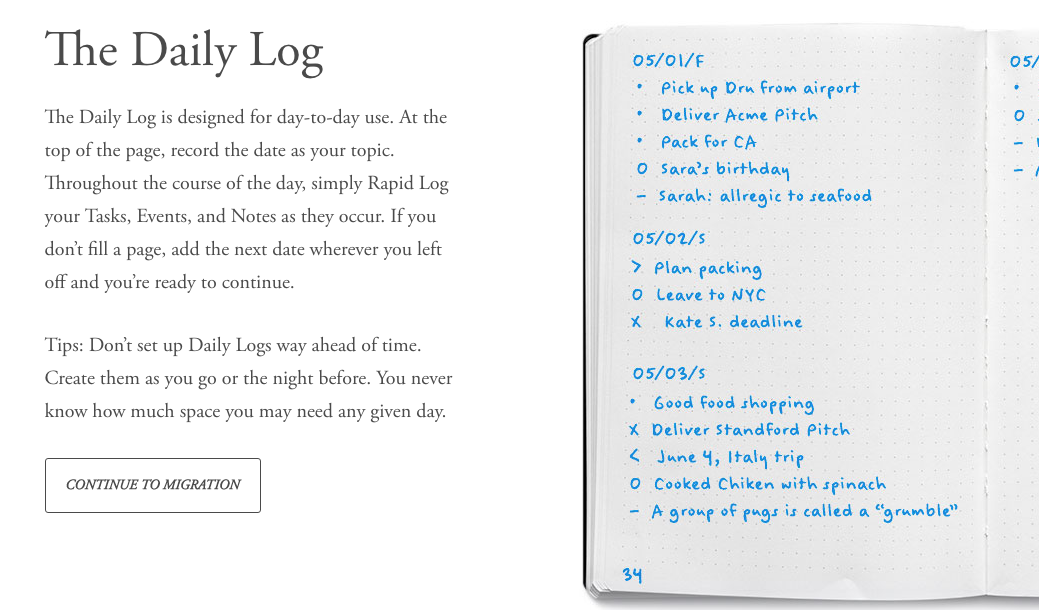 The Daily Log
The Daily Log is designed for day-to-day use. At the
top of the page, record the date as your topic.
Throughout the course of the day, simply Rapid Log
your Tasks, Events, and Notes as they occur. If you
don't fill a page, add the next date wherever you left
off and you're ready to continue.
Tips: Don't set up Daily Logs way ahead of time.
Create them as you go or the night before. You never
know how much space you may need any given day.
CONTINUE TO MIGRATION
05/01/F
• Pick up Dru from airport
• Deliver Acme Pitch
• Pack for CA
O Sara's birthday
– Sarah: allregic to seafood
05/02/S
> Plan packing
O Leave to NYC
X Kate S. deadline
05/03/S
• Good food shopping
X Deliver Standford Pitch
< June 4, Italy trip
O Cooked Chiken with spinach
– A group of pugs is called a "grumble"
34
05/
•
O
–
–